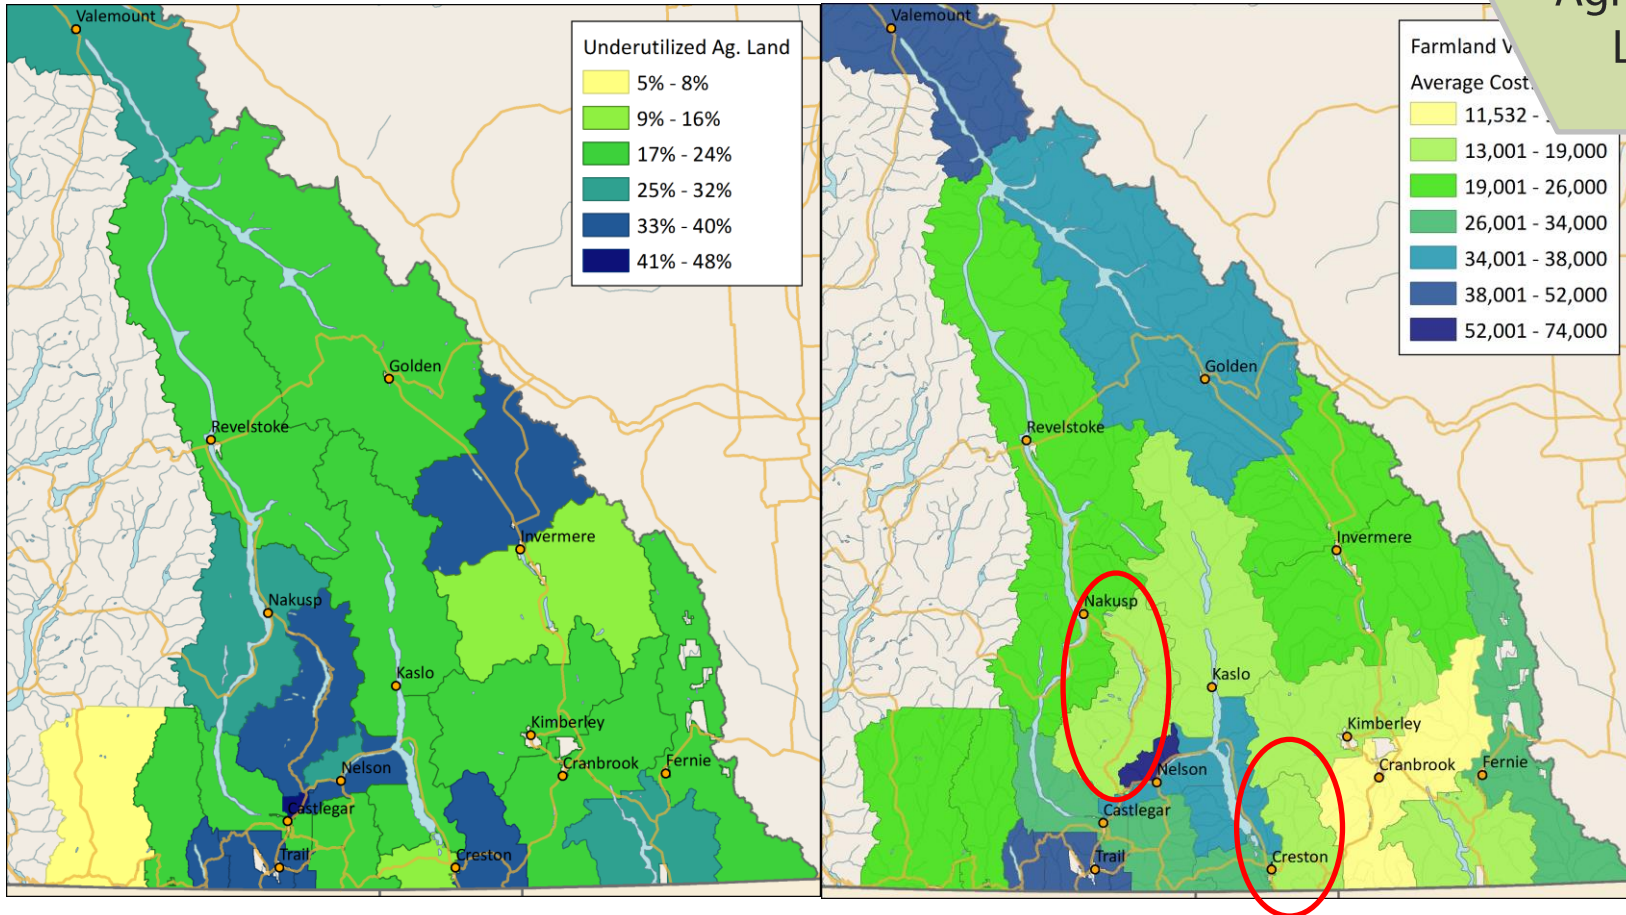 Valemount
Golden
Revelstoke
Invermere
Nakusp
Kaslo
Kimberley
Cranbrook
Fernie
Nelson
Castlegar
Trail
Creston
Underutilized Ag. Land
5% - 8%
9% - 16%
17% - 24%
25% - 32%
33% - 40%
41% - 48%
Valemount
Golden
Revelstoke
Invermere
Nakusp
Kaslo
Kimberley
Cranbrook
Fernie
Nelson
Castlegar
Trail
Creston
Farmland
Average Cost
11,532 -
13,001 - 19,000
19,001 - 26,000
26,001 - 34,000
34,001 - 38,000
38,001 - 52,000
52,001 - 74,000